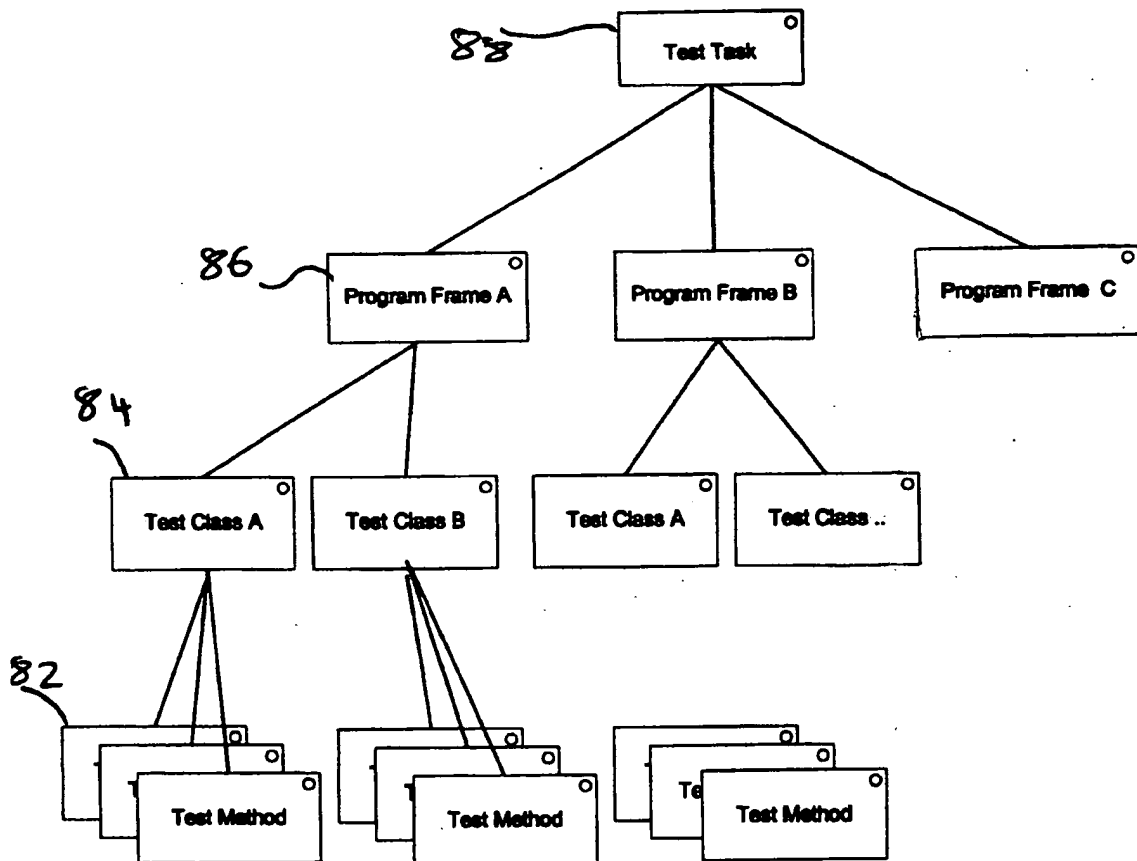 88
Test Task
86
Program Frame A
Program Frame B
Program Frame C
84
Test Class A
Test Class B
Test Class A
Test Class ..
82
T
T
Te
Test Method
Test Method
Test Method